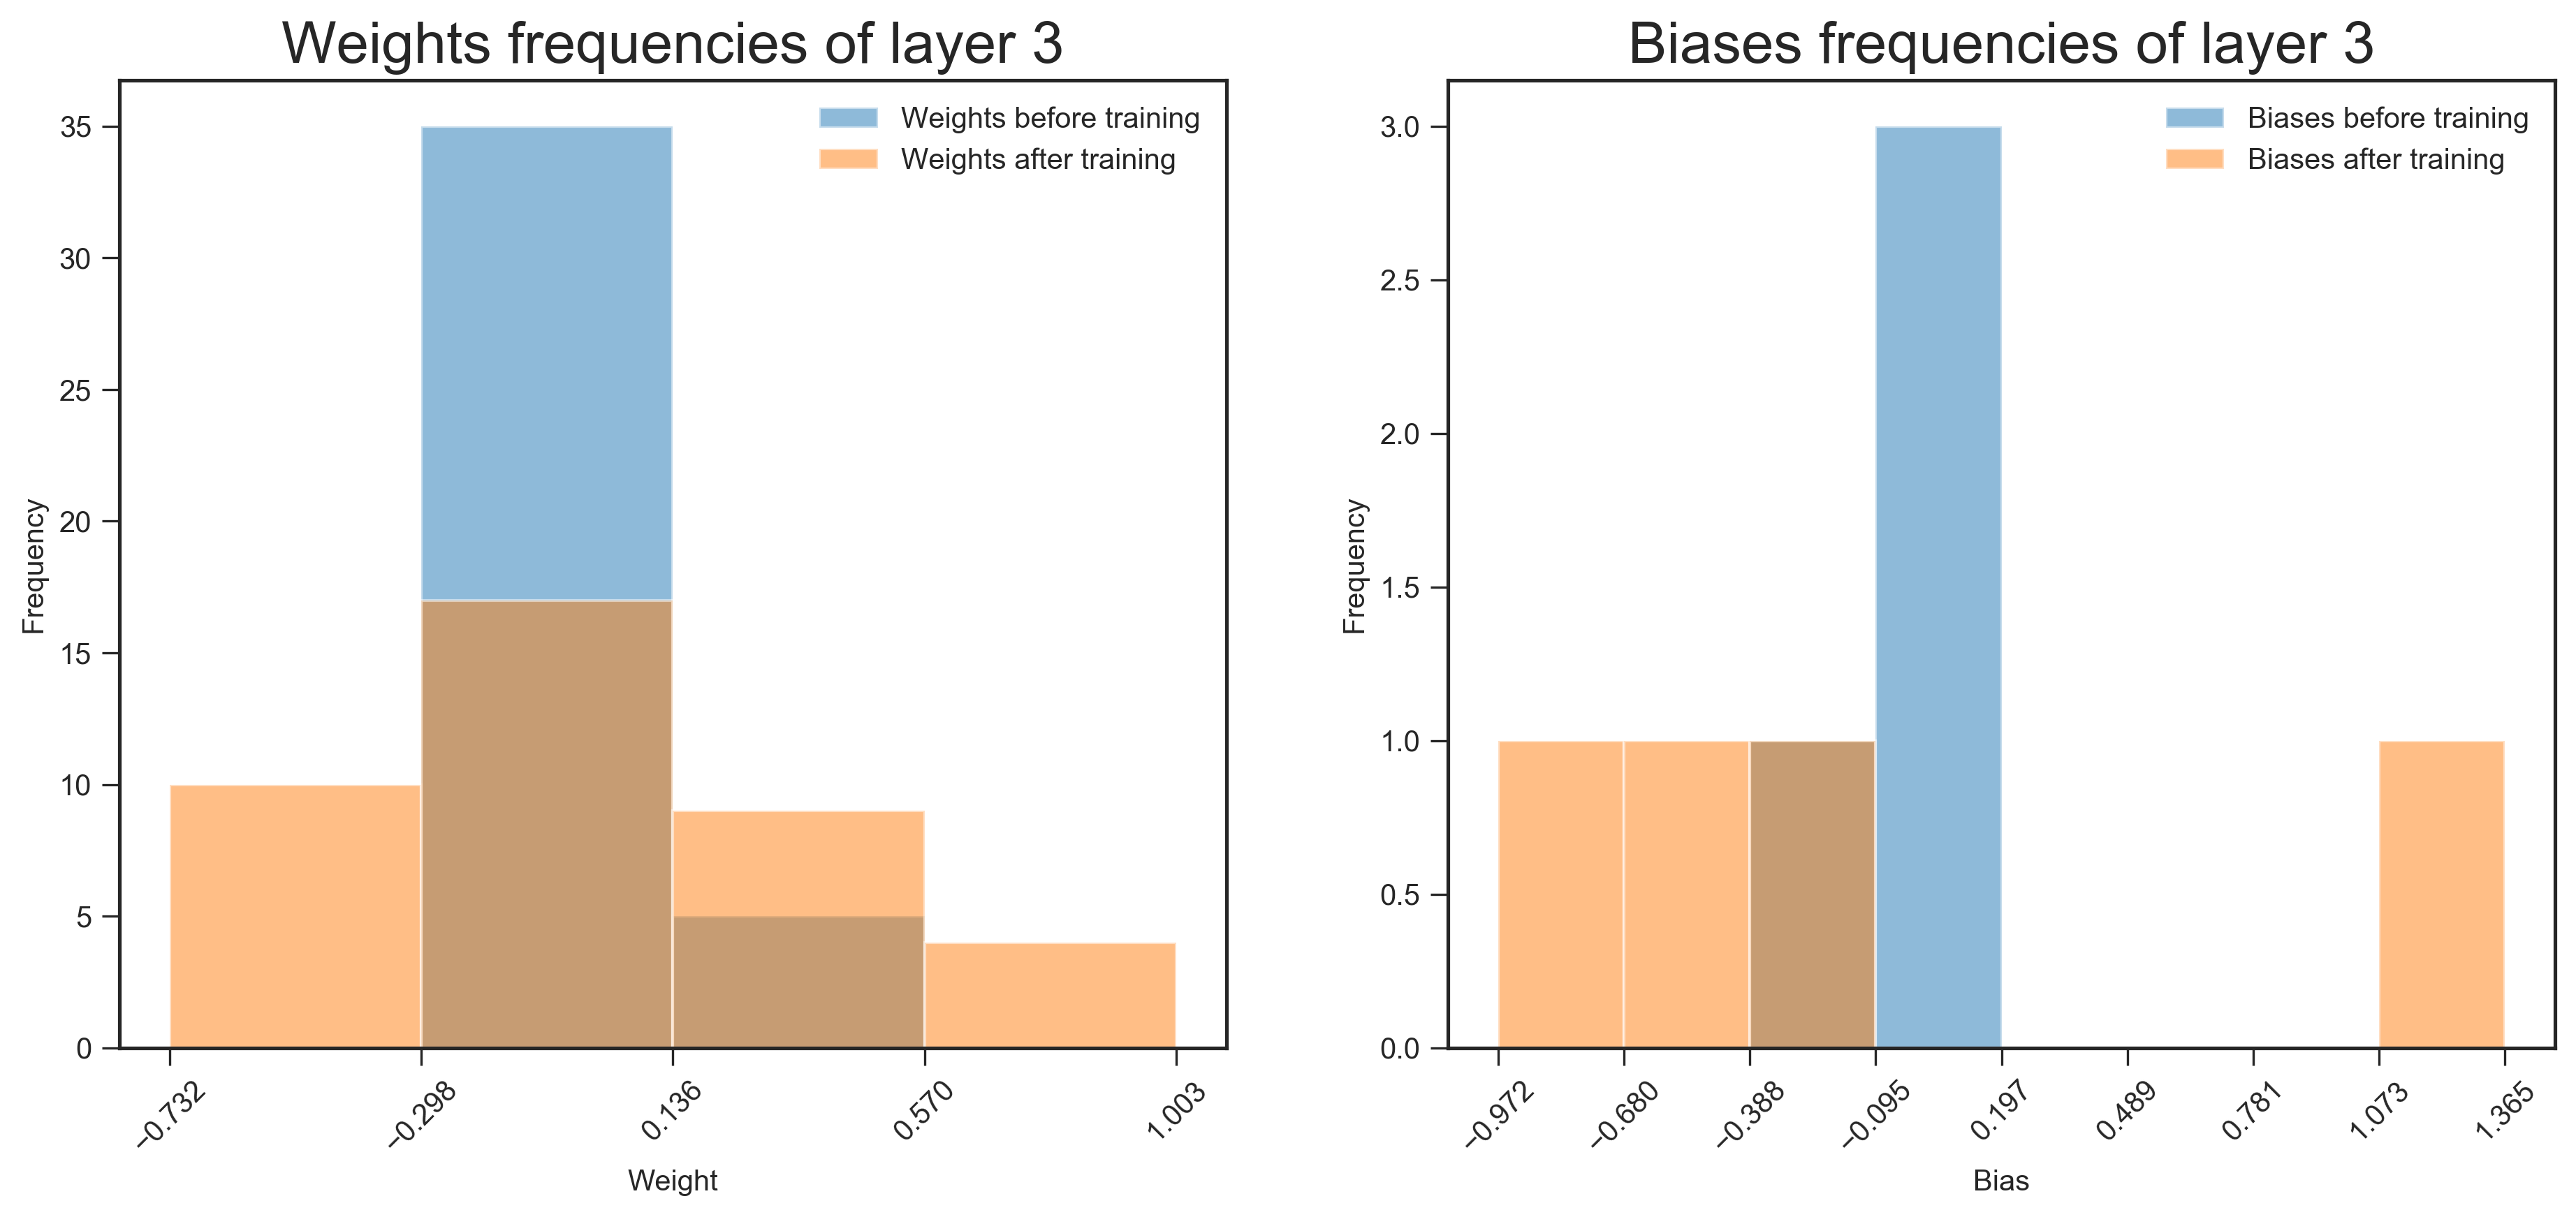 Weights frequencies of layer 3
Weights before training
Weights after training
35
30
25
20
15
10
5
0
Frequency
−0.732
−0.298
0.136
0.570
1.003
Weight
Biases frequencies of layer 3
Biases before training
Biases after training
3.0
2.5
2.0
1.5
1.0
0.5
0.0
Frequency
−0.972
−0.680
−0.388
−0.095
0.197
0.489
0.781
1.073
1.365
Bias